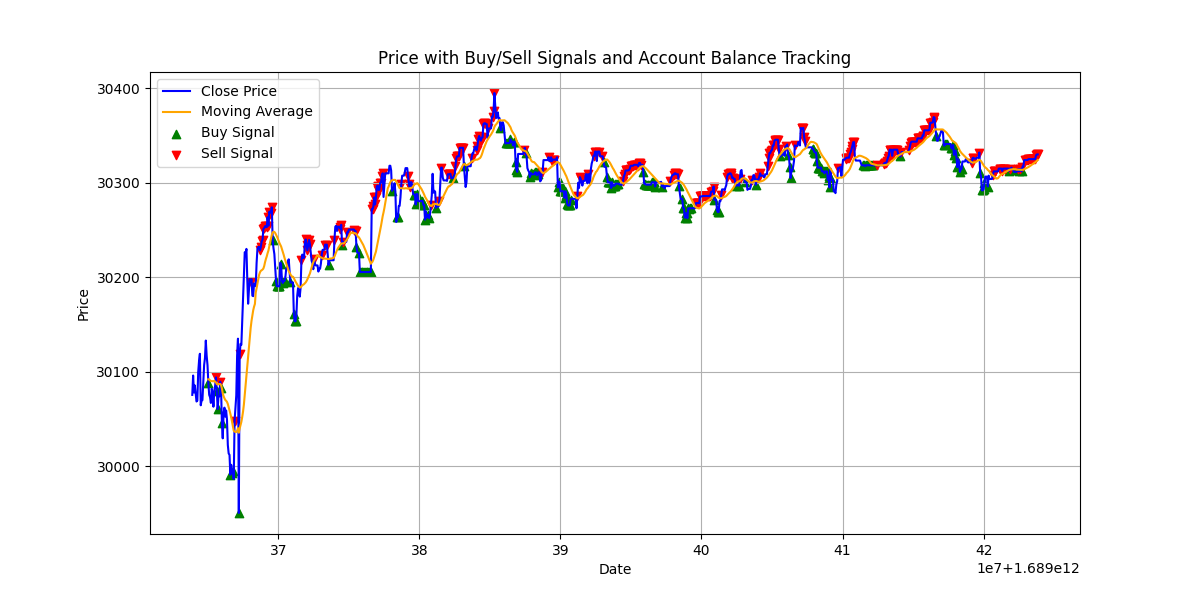 Price with Buy/Sell Signals and Account Balance Tracking
Close Price
Moving Average
Buy Signal
Sell Signal
30400
30300
30200
30100
30000
Price
37 38 39 40 41 42
1e7+1.689e12
Date